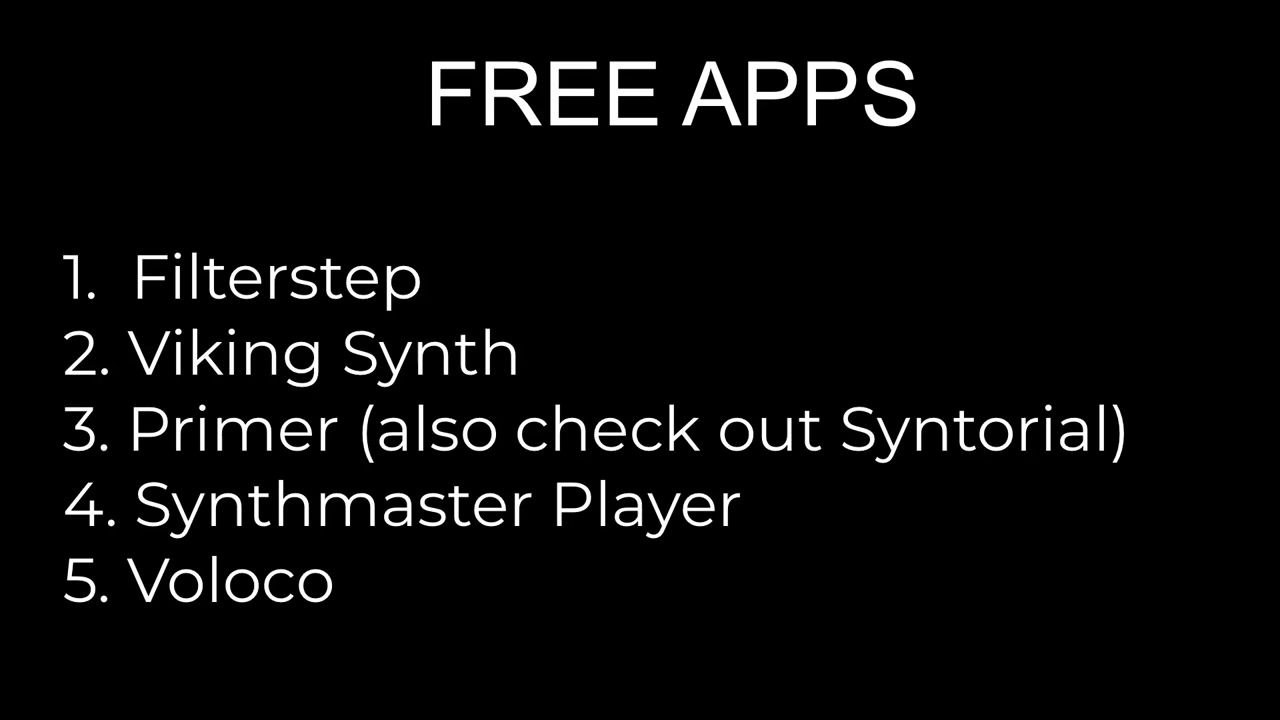 FREE APPS
1. Filterstep
2. Viking Synth
3. Primer (also check out Syntorial)
4. Synthmaster Player
5. Voloco